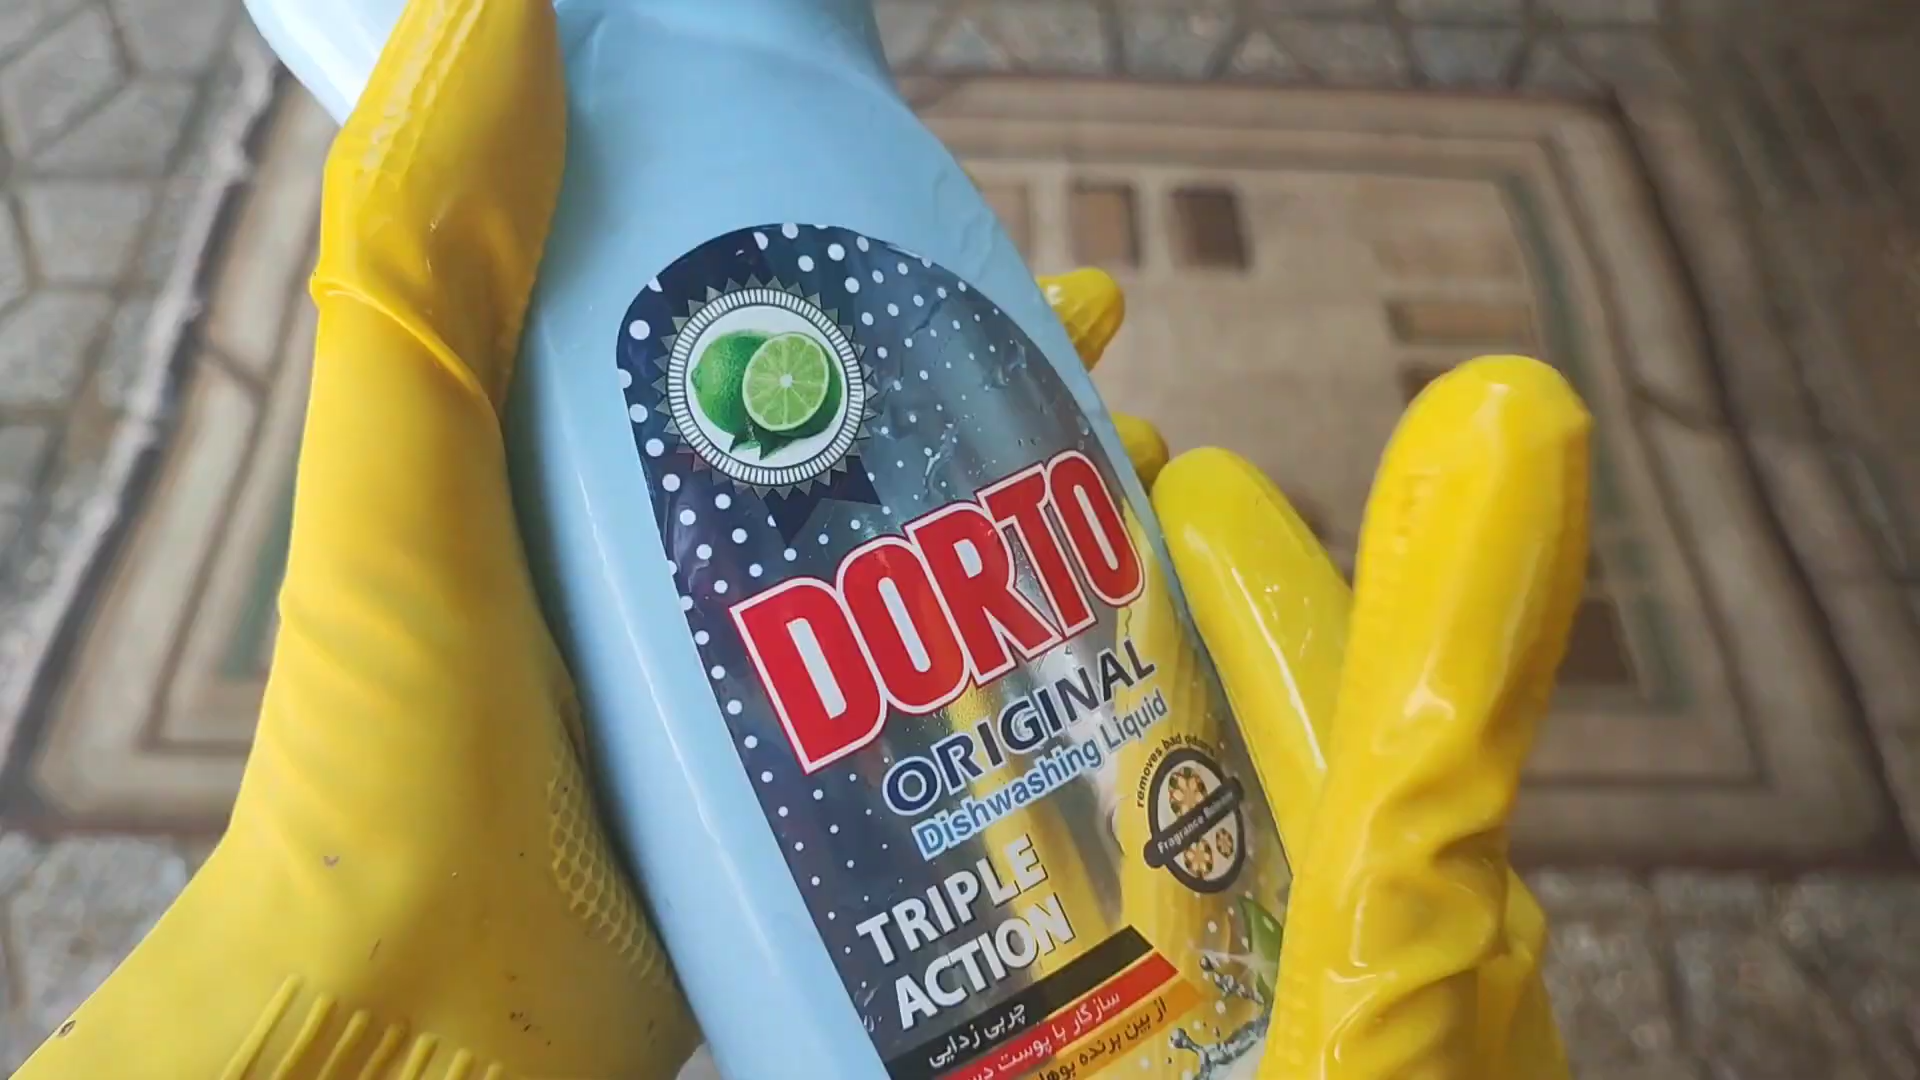 DORTO
ORIGINAL
Dishwashing Liquid
removes bad odors
Fragrance
TRIPLE
ACTION
چربی زدایی
سازگار با پوست
از بین برنده بوهای